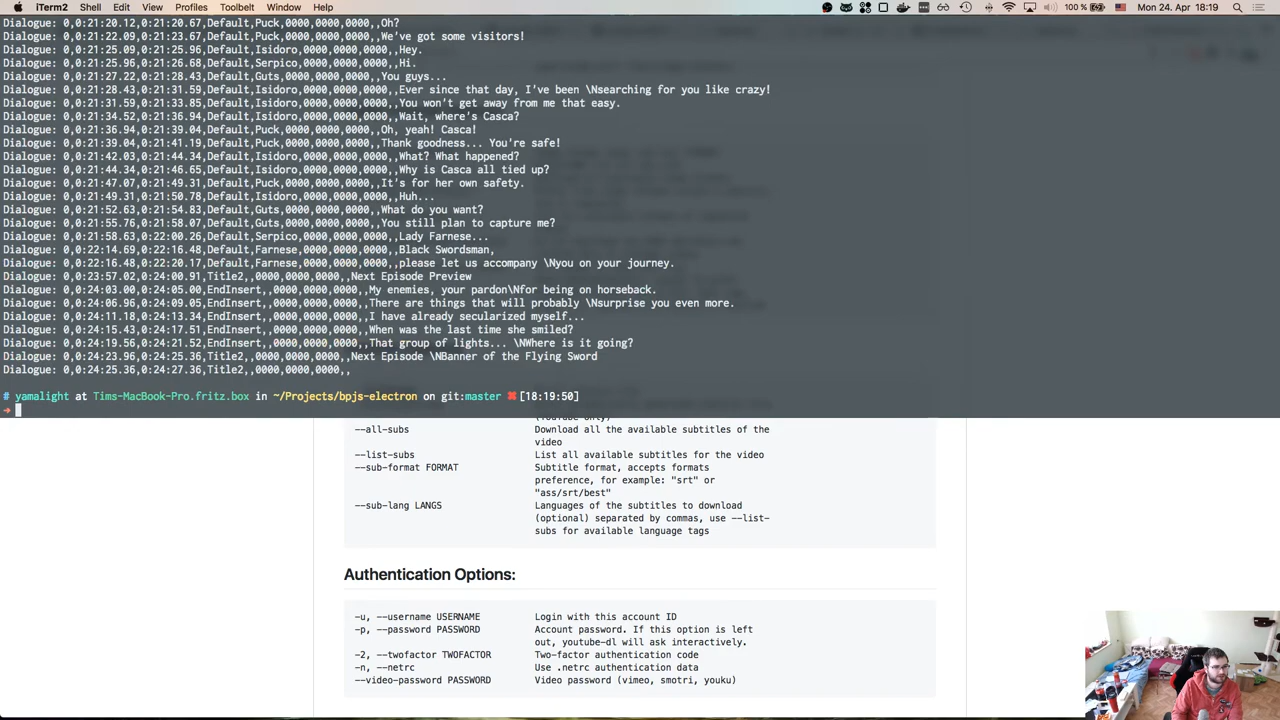 iTerm2 Shell Edit View Profiles Toolbelt Window Help 100 % Mon 24. Apr 18:19
Dialogue: 0,0:21:20.12,0:21:20.67,Default,Puck,0000,0000,0000,,Oh?
Dialogue: 0,0:21:22.09,0:21:23.67,Default,Puck,0000,0000,0000,,We've got some visitors!
Dialogue: 0,0:21:25.09,0:21:25.96,Default,Isidoro,0000,0000,0000,,Hey.
Dialogue: 0,0:21:25.96,0:21:26.68,Default,Serpico,0000,0000,0000,,Hi.
Dialogue: 0,0:21:27.22,0:21:28.43,Default,Guts,0000,0000,0000,,You guys...
Dialogue: 0,0:21:28.43,0:21:31.59,Default,Isidoro,0000,0000,0000,,Ever since that day, I've been \Nsearching for you like crazy!
Dialogue: 0,0:21:31.59,0:21:33.85,Default,Isidoro,0000,0000,0000,,You won't get away from me that easy.
Dialogue: 0,0:21:34.52,0:21:36.94,Default,Isidoro,0000,0000,0000,,Wait, where's Casca?
Dialogue: 0,0:21:36.94,0:21:39.04,Default,Puck,0000,0000,0000,,Oh, yeah! Casca!
Dialogue: 0,0:21:39.04,0:21:41.19,Default,Puck,0000,0000,0000,,Thank goodness... You're safe!
Dialogue: 0,0:21:42.03,0:21:44.34,Default,Isidoro,0000,0000,0000,,What? What happened?
Dialogue: 0,0:21:44.34,0:21:46.65,Default,Isidoro,0000,0000,0000,,Why is Casca all tied up?
Dialogue: 0,0:21:47.07,0:21:49.31,Default,Puck,0000,0000,0000,,It's for her own safety.
Dialogue: 0,0:21:49.31,0:21:50.78,Default,Isidoro,0000,0000,0000,,Huh...
Dialogue: 0,0:21:52.63,0:21:54.83,Default,Guts,0000,0000,0000,,What do you want?
Dialogue: 0,0:21:55.76,0:21:58.07,Default,Guts,0000,0000,0000,,You still plan to capture me?
Dialogue: 0,0:21:58.63,0:22:00.26,Default,Serpico,0000,0000,0000,,Lady Farnese...
Dialogue: 0,0:22:14.69,0:22:16.48,Default,Farnese,0000,0000,0000,,Black Swordsman,
Dialogue: 0,0:22:16.48,0:22:20.17,Default,Farnese,0000,0000,0000,,please let us accompany \Nyou on your journey.
Dialogue: 0,0:23:57.02,0:24:00.91,Title2,,0000,0000,0000,,Next Episode Preview
Dialogue: 0,0:24:03.00,0:24:05.00,EndInsert,,0000,0000,0000,,My enemies, your pardon\Nfor being on horseback.
Dialogue: 0,0:24:06.96,0:24:09.05,EndInsert,,0000,0000,0000,,There are things that will probably \Nsurprise you even more.
Dialogue: 0,0:24:11.18,0:24:13.34,EndInsert,,0000,0000,0000,,I have already secularized myself...
Dialogue: 0,0:24:15.43,0:24:17.51,EndInsert,,0000,0000,0000,,When was the last time she smiled?
Dialogue: 0,0:24:19.56,0:24:21.52,EndInsert,,0000,0000,0000,,That group of lights... \NWhere is it going?
Dialogue: 0,0:24:23.96,0:24:25.36,Title2,,0000,0000,0000,,Next Episode \NBanner of the Flying Sword
Dialogue: 0,0:24:25.36,0:24:27.36,Title2,,0000,0000,0000,,
# yamalight at Tims-MacBook-Pro.fritz.box in ~/Projects/bpjs-electron on git:master ✖ [18:19:50]
➜
(Youtube only)
--all-subs Download all the available subtitles of the
video
--list-subs List all available subtitles for the video
--sub-format FORMAT Subtitle format, accepts formats
preference, for example: "srt" or
"ass/srt/best"
--sub-lang LANGS Languages of the subtitles to download
(optional) separated by commas, use --list-
subs for available language tags
Authentication Options:
-u, --username USERNAME Login with this account ID
-p, --password PASSWORD Account password. If this option is left
out, youtube-dl will ask interactively.
-2, --twofactor TWOFACTOR Two-factor authentication code
-n, --netrc Use .netrc authentication data
--video-password PASSWORD Video password (vimeo, smotri, youku)